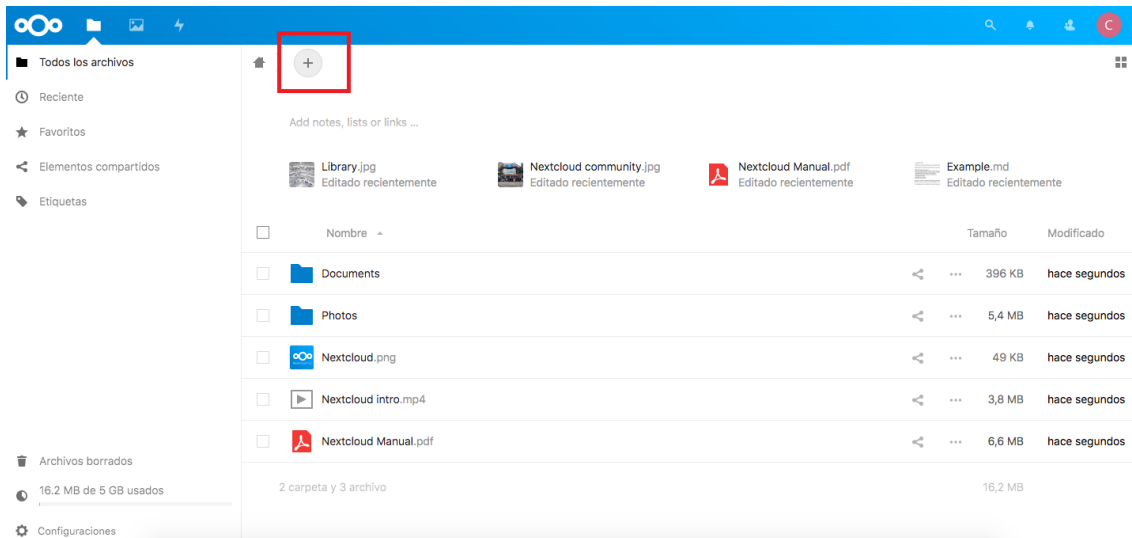 C
Todos los archivos
Reciente
Favoritos
Elementos compartidos
Etiquetas
Add notes, lists or links ...
Library.jpg
Editado recientemente
Nextcloud community.jpg
Editado recientemente
Nextcloud Manual.pdf
Editado recientemente
Example.md
Editado recientemente
Nombre Tamaño Modificado
Documents 396 KB hace segundos
Photos 5,4 MB hace segundos
Nextcloud.png 49 KB hace segundos
Nextcloud intro.mp4 3,8 MB hace segundos
Nextcloud Manual.pdf 6,6 MB hace segundos
2 carpeta y 3 archivo 16,2 MB
Archivos borrados
16.2 MB de 5 GB usados
Configuraciones